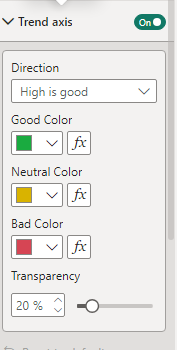 Trend axis On
Direction
High is good
Good Color
fx
Neutral Color
fx
Bad Color
fx
Transparency
20 %